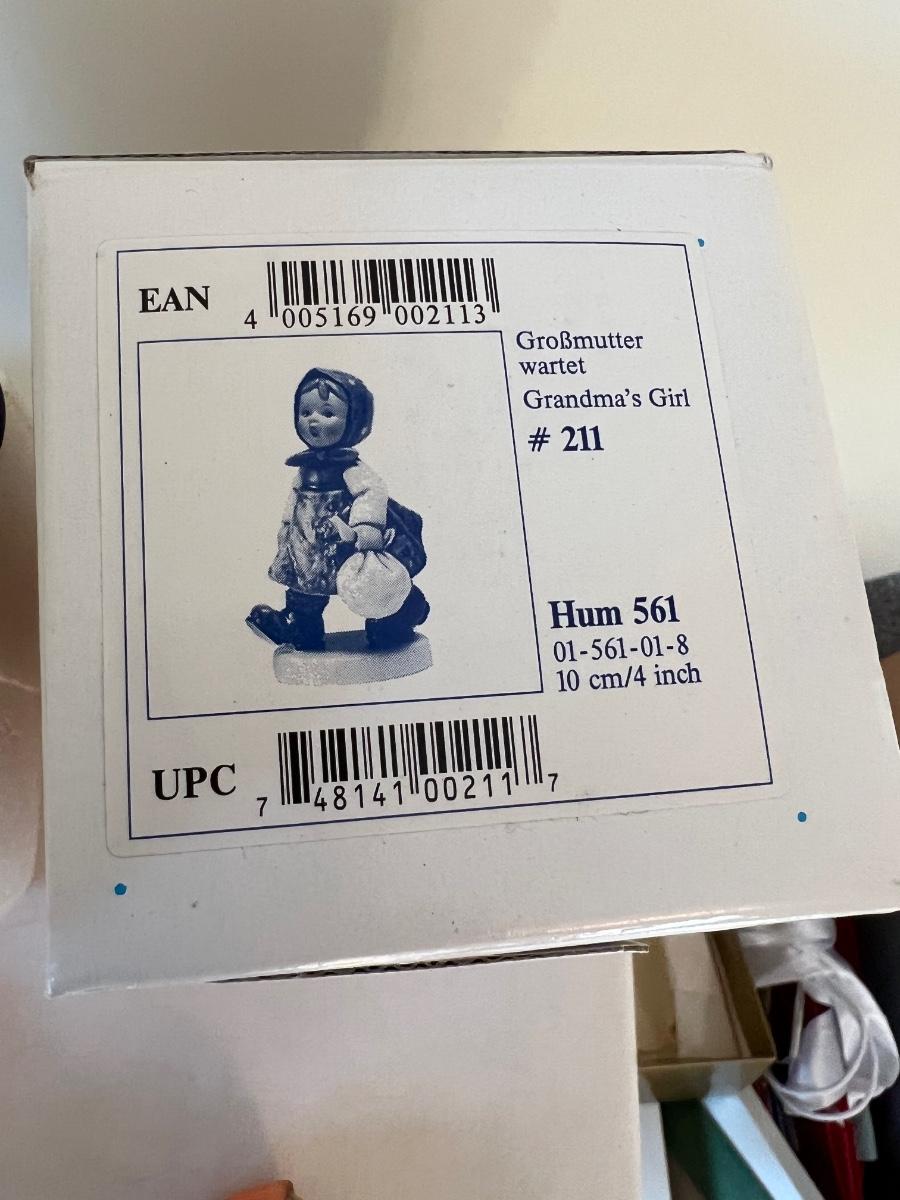 EAN
4 005169 002113
Großmutter
wartet
Grandma's Girl
# 211
Hum 561
01-561-01-8
10 cm/4 inch
UPC
7 48141 00211 7